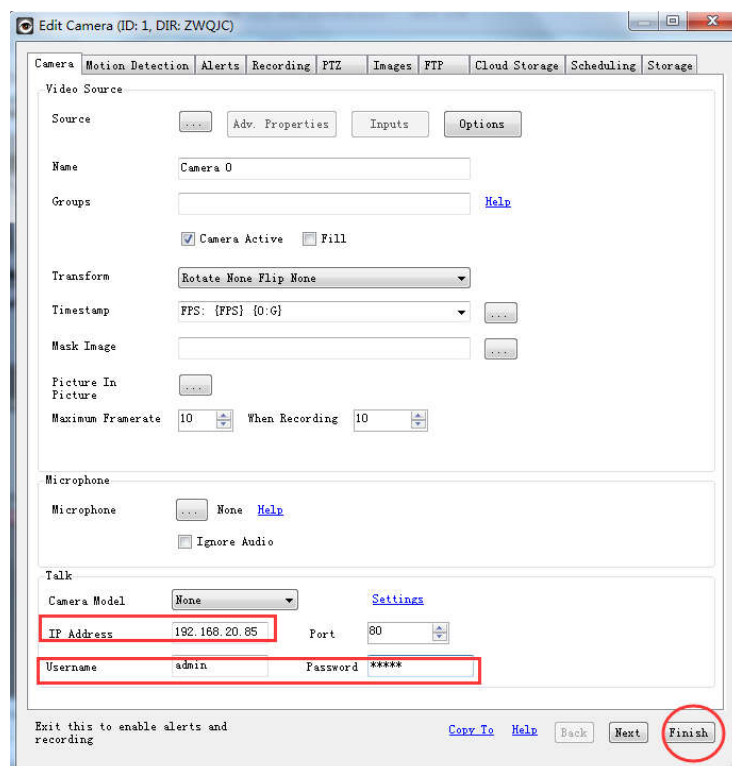 Edit Camera (ID: 1, DIR: ZWQJC)
Camera Motion Detection Alerts Recording PTZ Images FTP Cloud Storage Scheduling Storage
Video Source
Source ... Adv. Properties Inputs Options
Name Camera 0
Groups Help
Camera Active Fill
Transform Rotate None Flip None
Timestamp FPS: {FPS} {0:G} ...
Mask Image ...
Picture In
Picture ...
Maximum Framerate 10 When Recording 10
Microphone
Microphone ... None Help
Ignore Audio
Talk
Camera Model None Settings
IP Address 192.168.20.85 Port 80
Username admin Password *****
Exit this to enable alerts and
recording
Copy To Help Back Next Finish